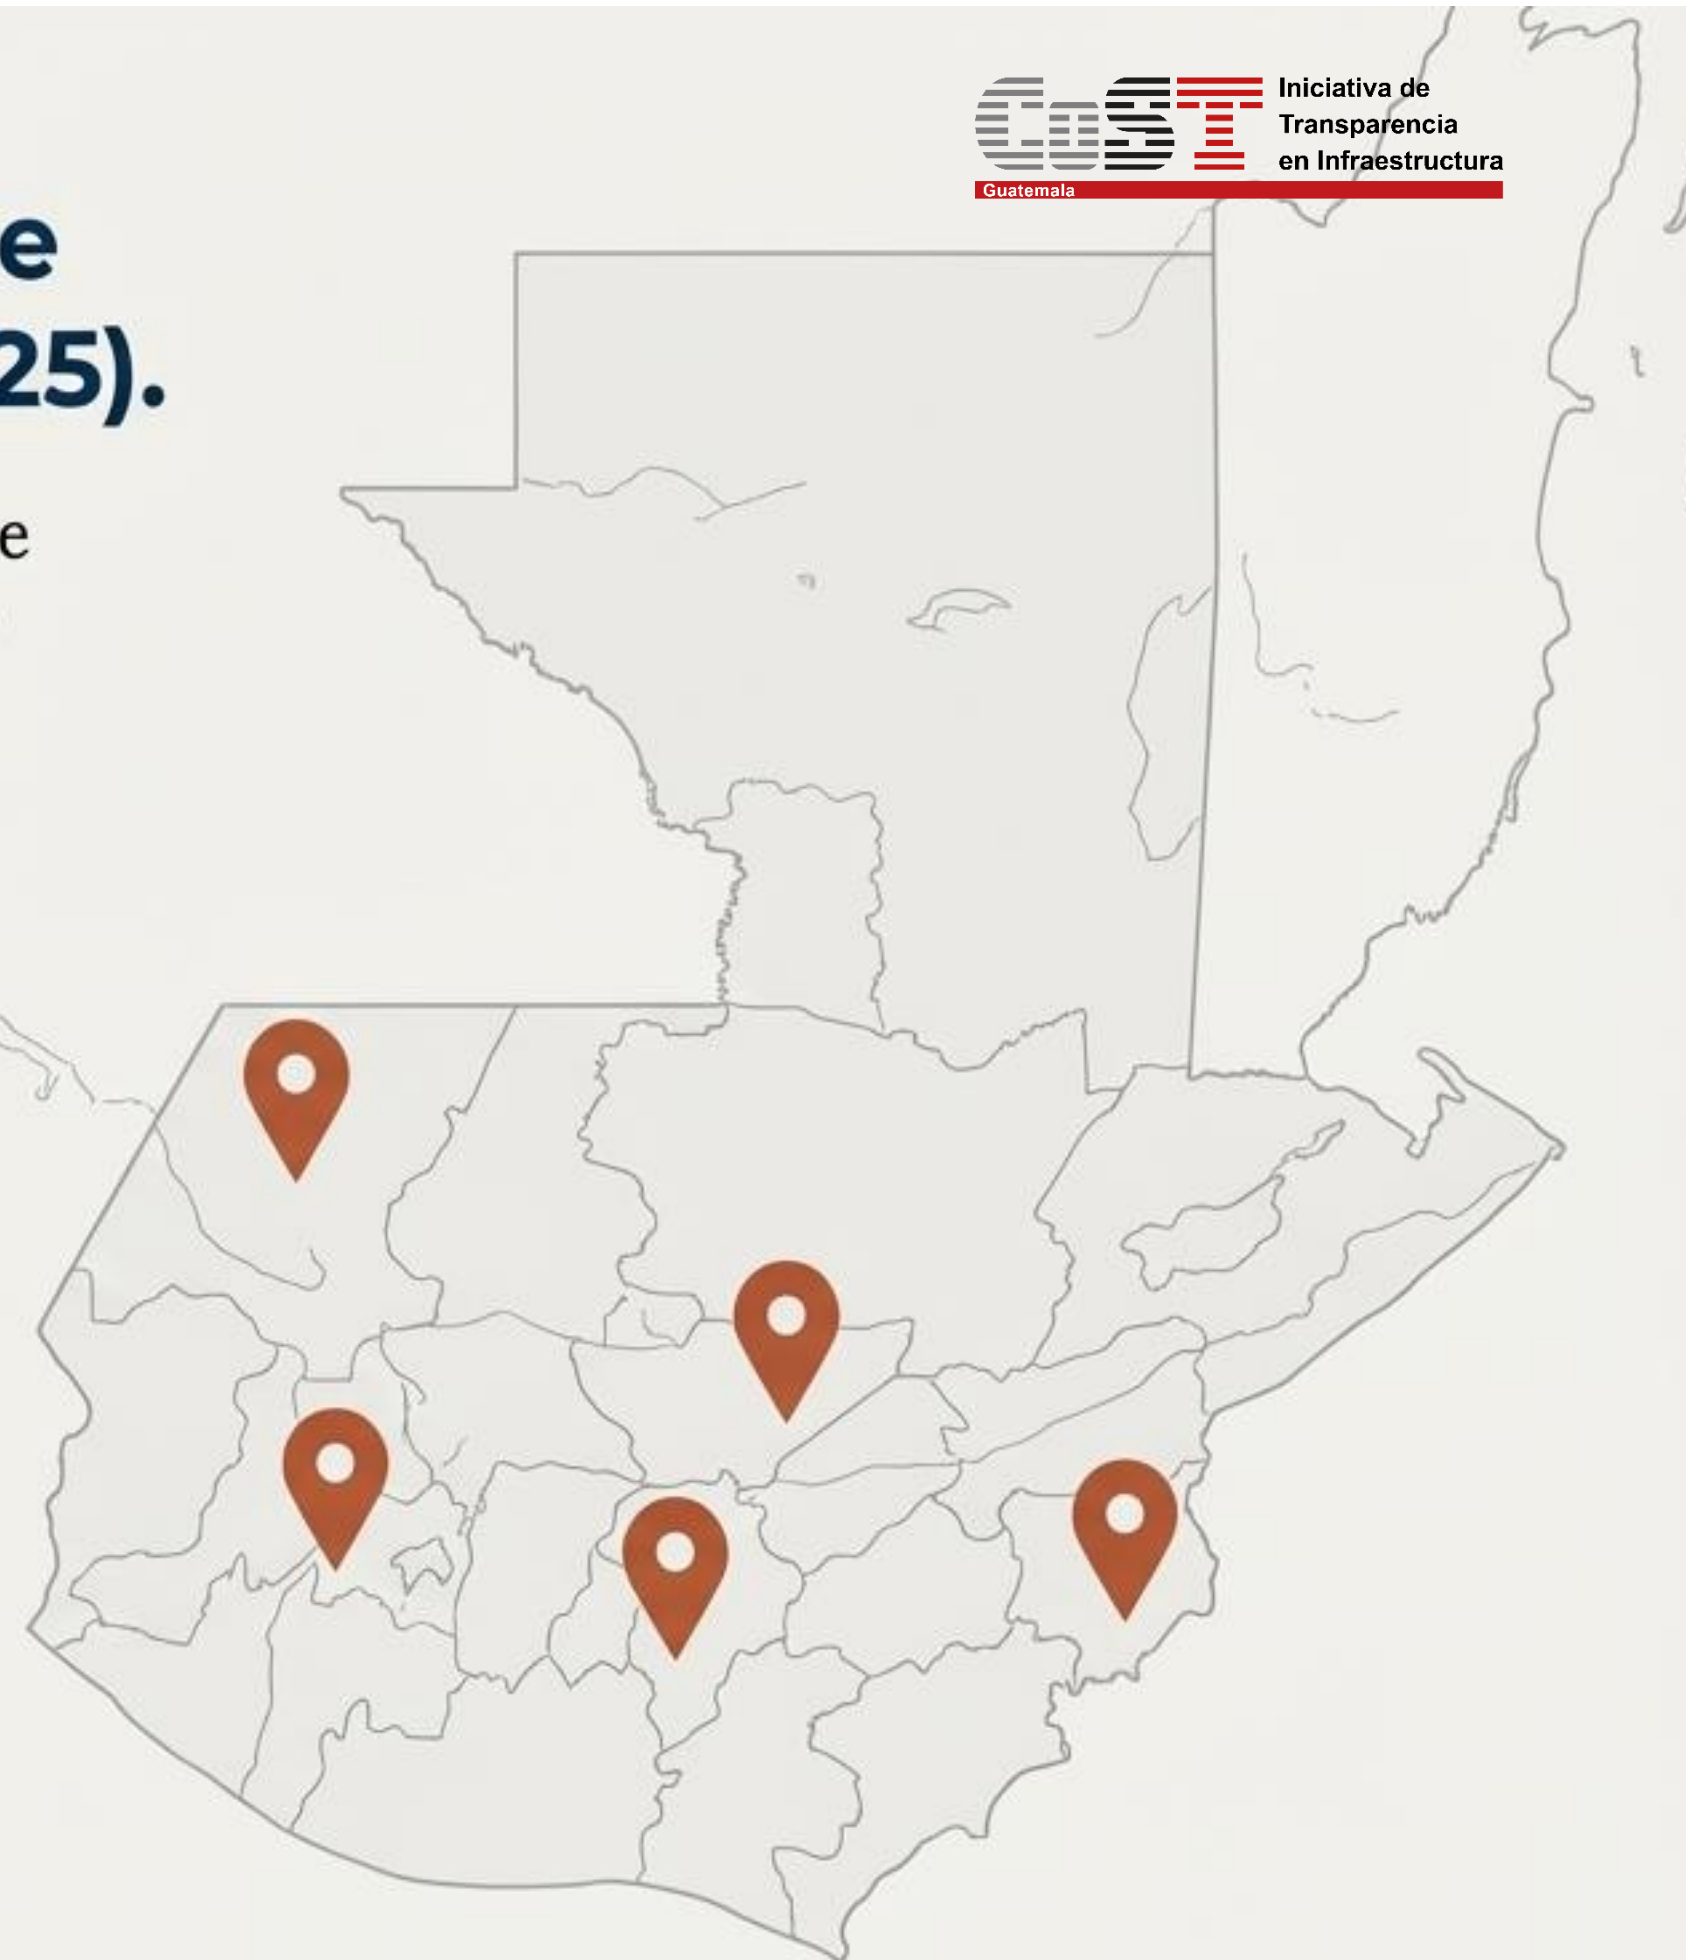 CoST
Iniciativa de
Transparencia
en Infraestructura
Guatemala
e
25).
e